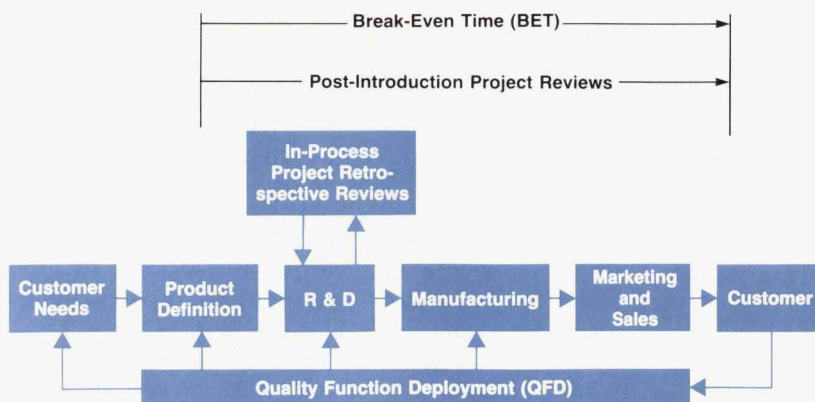 Break-Even Time (BET)
Post-Introduction Project Reviews
In-Process
Project Retro-
spective Reviews
Customer
Needs
Product
Definition
R & D
Manufacturing
Marketing
and
Sales
Customer
Quality Function Deployment (QFD)